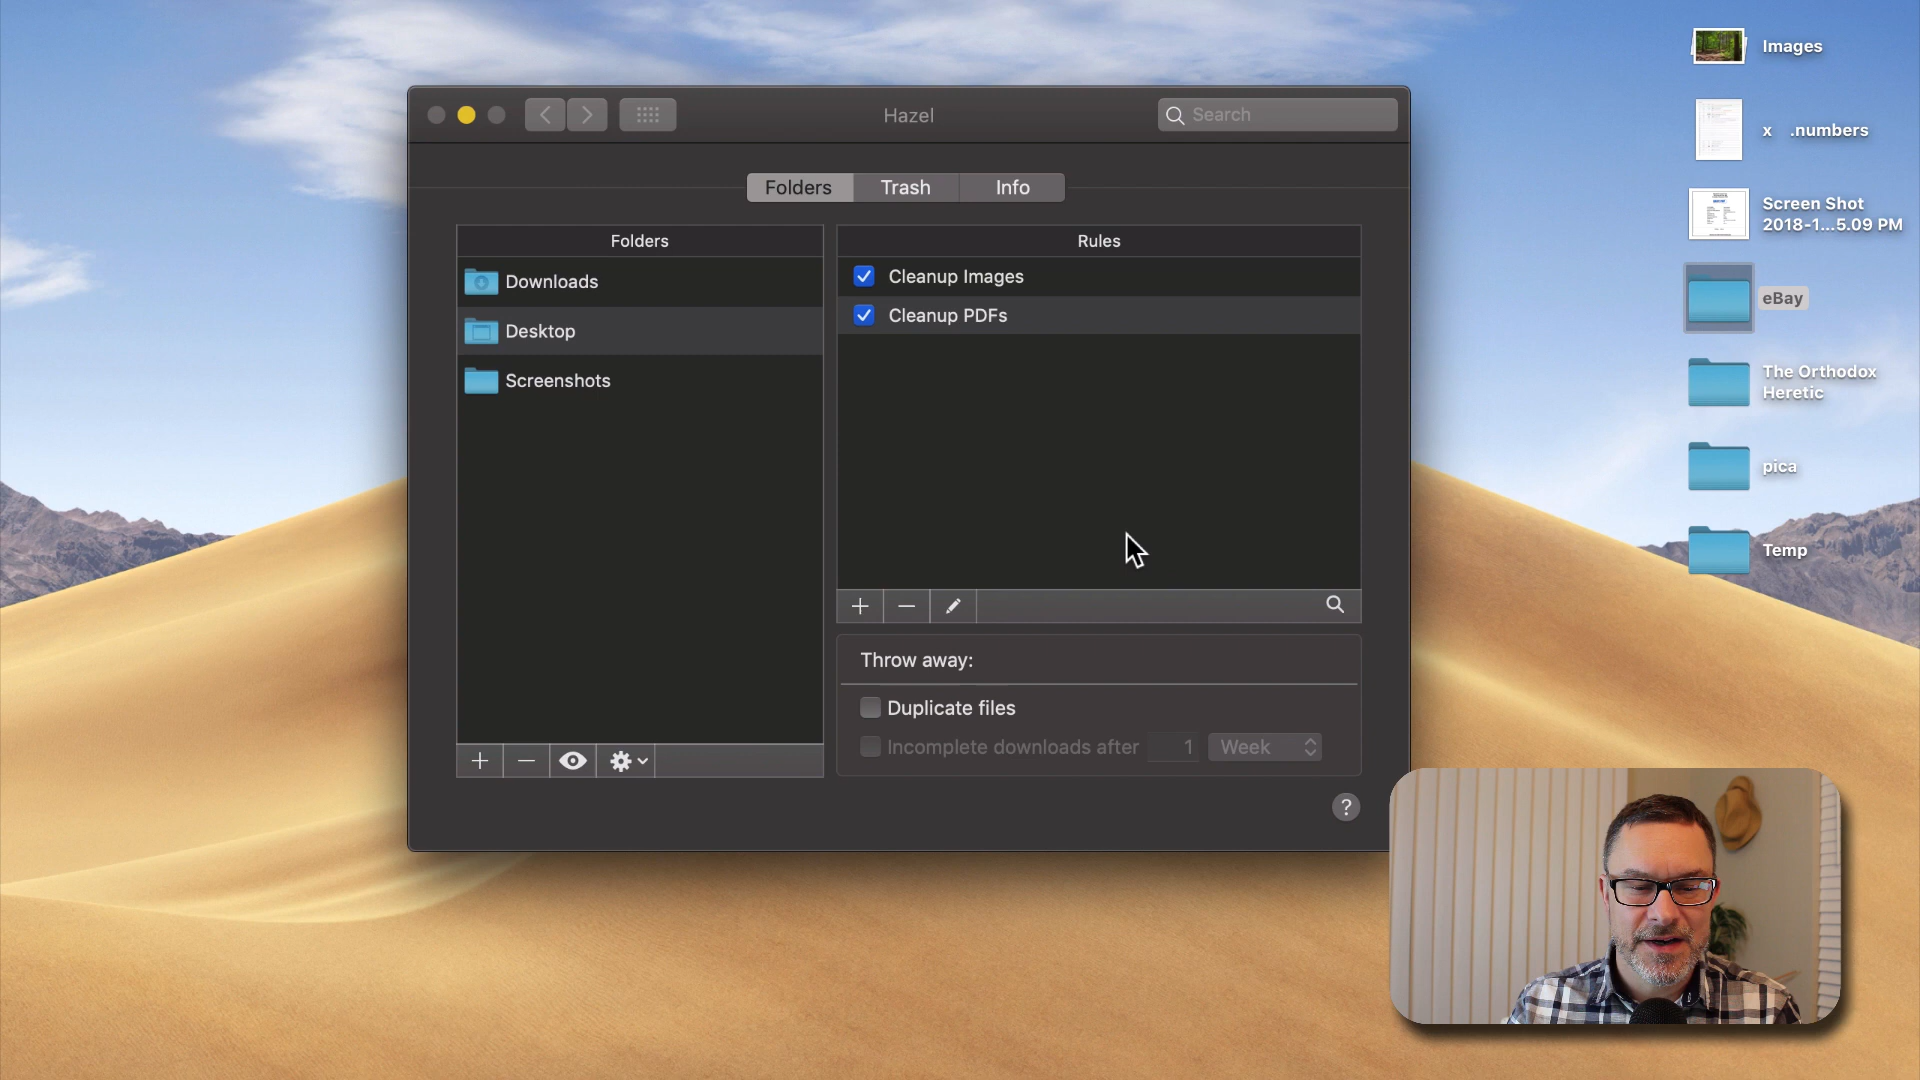 Hazel
Search
Folders
Trash
Info
Folders
Downloads
Desktop
Screenshots
Rules
Cleanup Images
Cleanup PDFs
Throw away:
Duplicate files
Incomplete downloads after 1 Week
?
Images
x .numbers
Screen Shot
2018-1...5.09 PM
eBay
The Orthodox
Heretic
pica
Temp